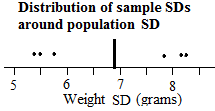 Distribution of sample SDs
around population SD
5 6 7 8
Weight SD (grams)